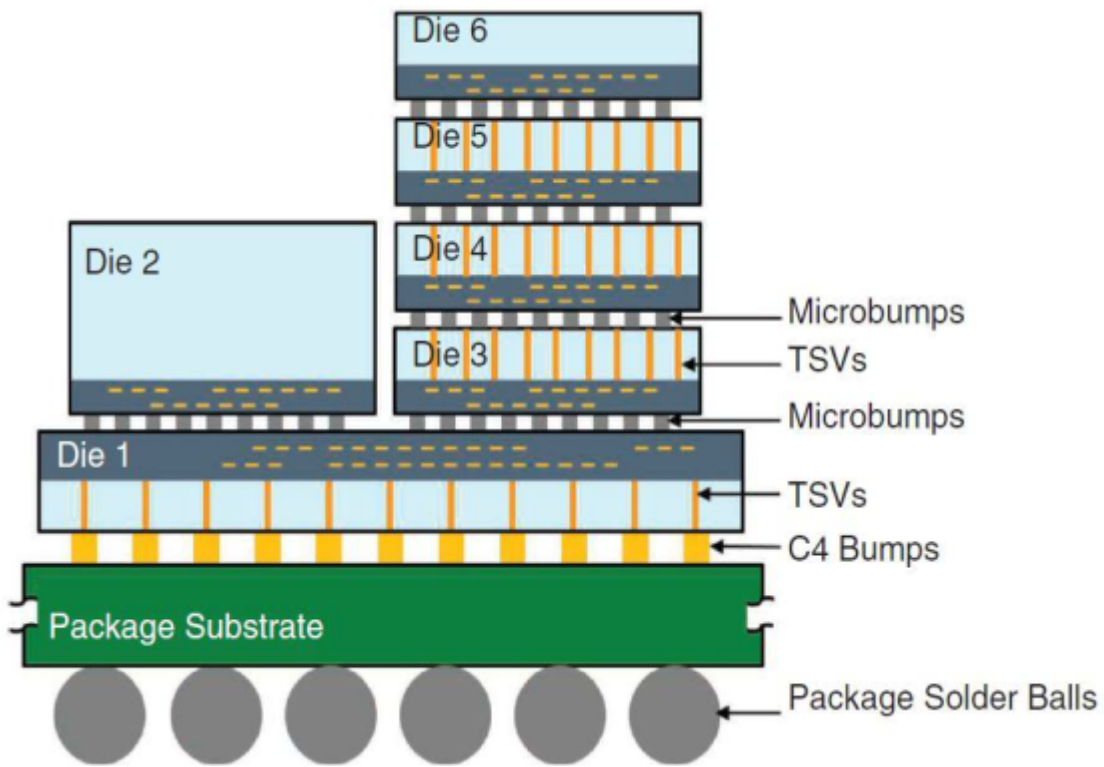 Die 6
Die 5
Die 4
Die 2
Microbumps
Die 3
TSVs
Microbumps
Die 1
TSVs
C4 Bumps
Package Substrate
Package Solder Balls